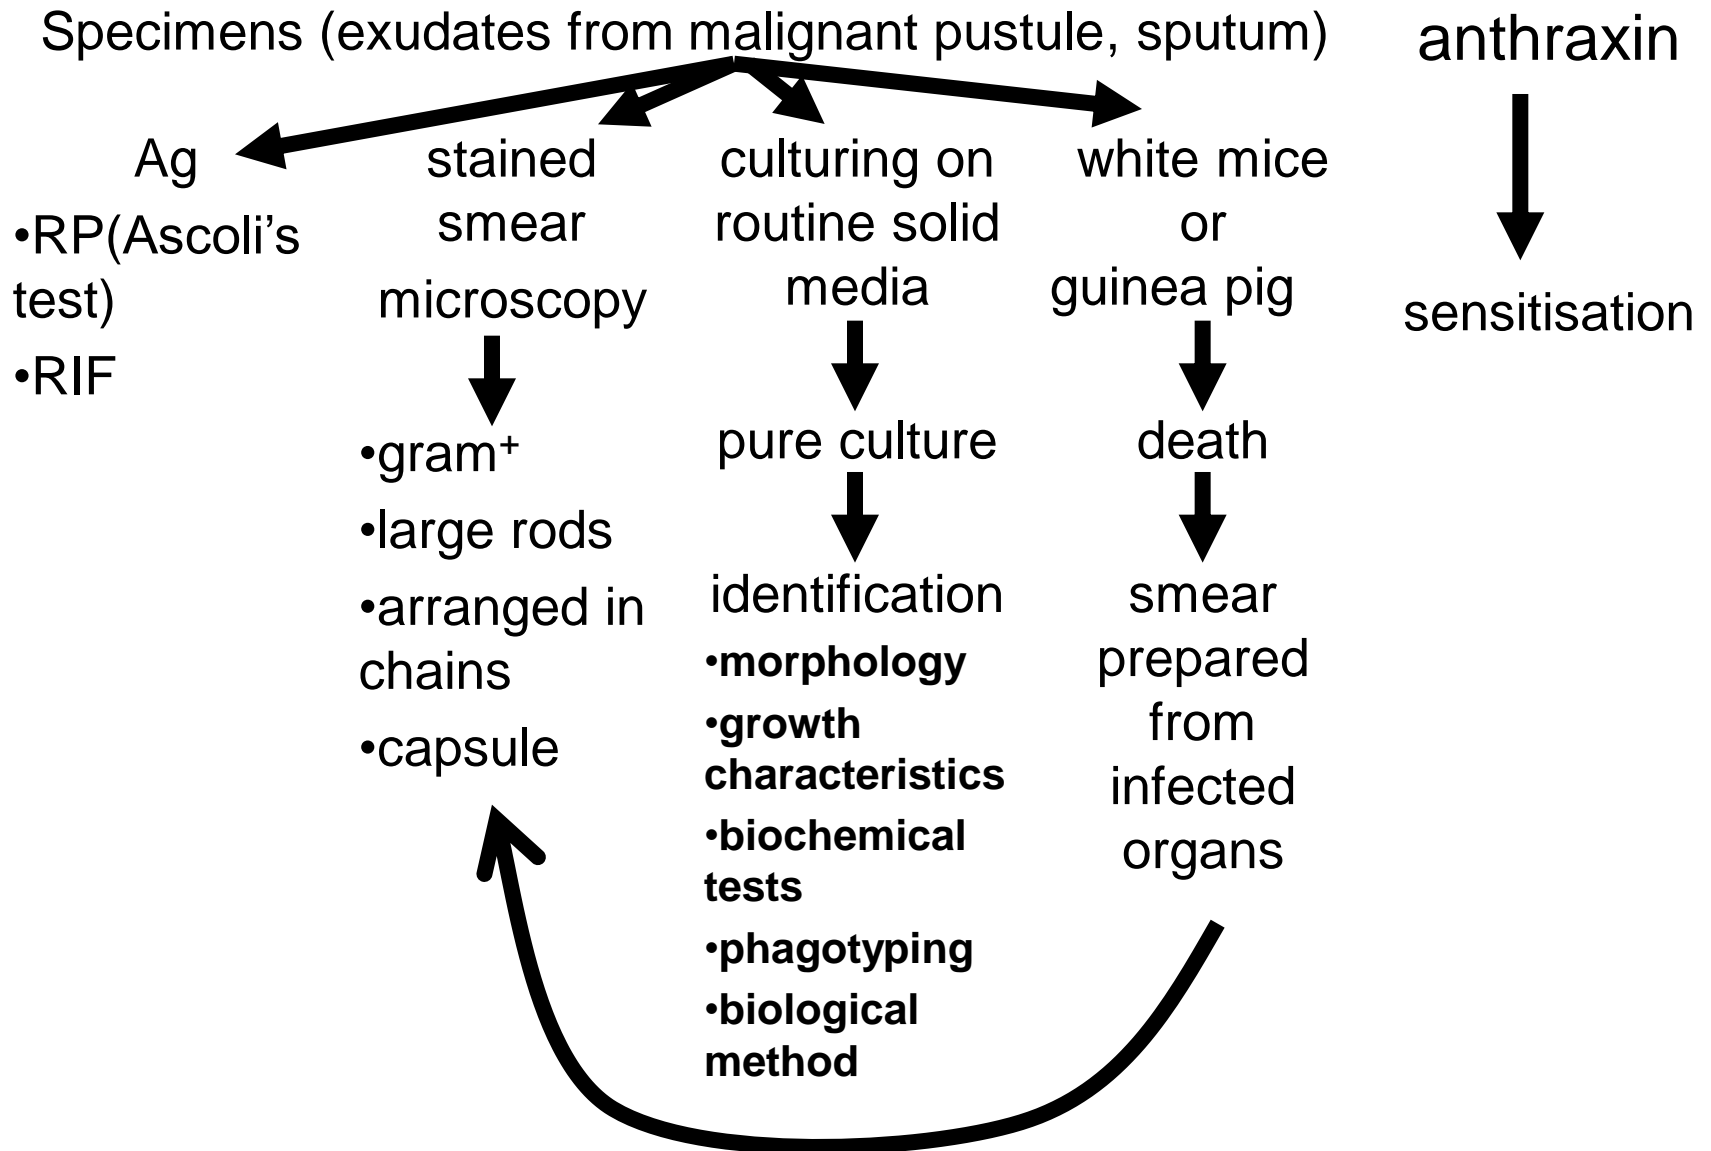 Specimens (exudates from malignant pustule, sputum)
anthraxin
Ag
•RP(Ascoli’s
test)
•RIF
stained
smear
microscopy
•gram⁺
•large rods
•arranged in
chains
•capsule
culturing on
routine solid
media
pure culture
identification
•morphology
•growth
characteristics
•biochemical
tests
•phagotyping
•biological
method
white mice
or
guinea pig
death
smear
prepared
from
infected
organs
sensitisation